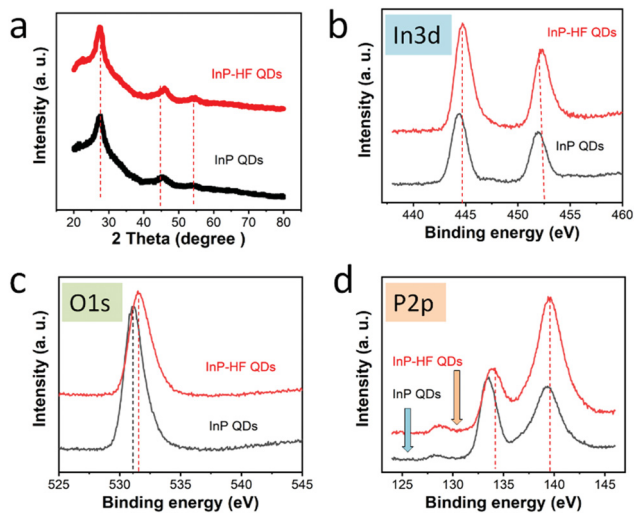 a
Intensity (a. u.)
InP-HF QDs
InP QDs
20 30 40 50 60 70 80
2 Theta (degree )
b
In3d
Intensity (a. u.)
InP-HF QDs
InP QDs
440 445 450 455 460
Binding energy (eV)
c
O1s
Intensity (a. u.)
InP-HF QDs
InP QDs
525 530 535 540 545
Binding energy (eV)
d
P2p
Intensity (a. u.)
InP-HF QDs
InP QDs
125 130 135 140 145
Binding energy (eV)